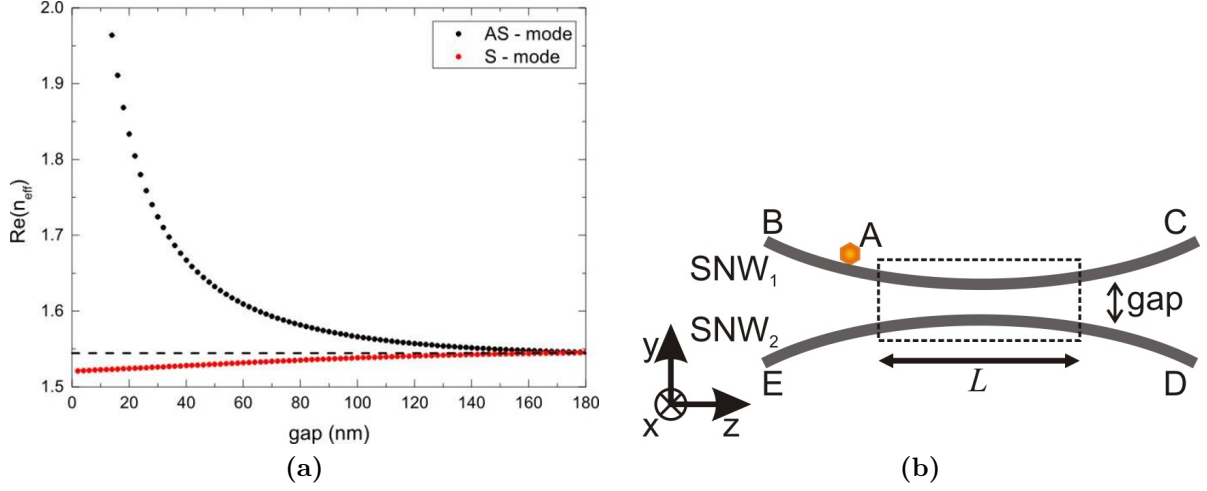 2.0
1.9
1.8
1.7
1.6
1.5
0
20
40
60
80
100
120
140
160
180
Re(n_eff)
gap (nm)
AS - mode
S - mode
(a)
B
A
C
SNW₁
SNW₂
gap
y
E
L
D
x
z
(b)